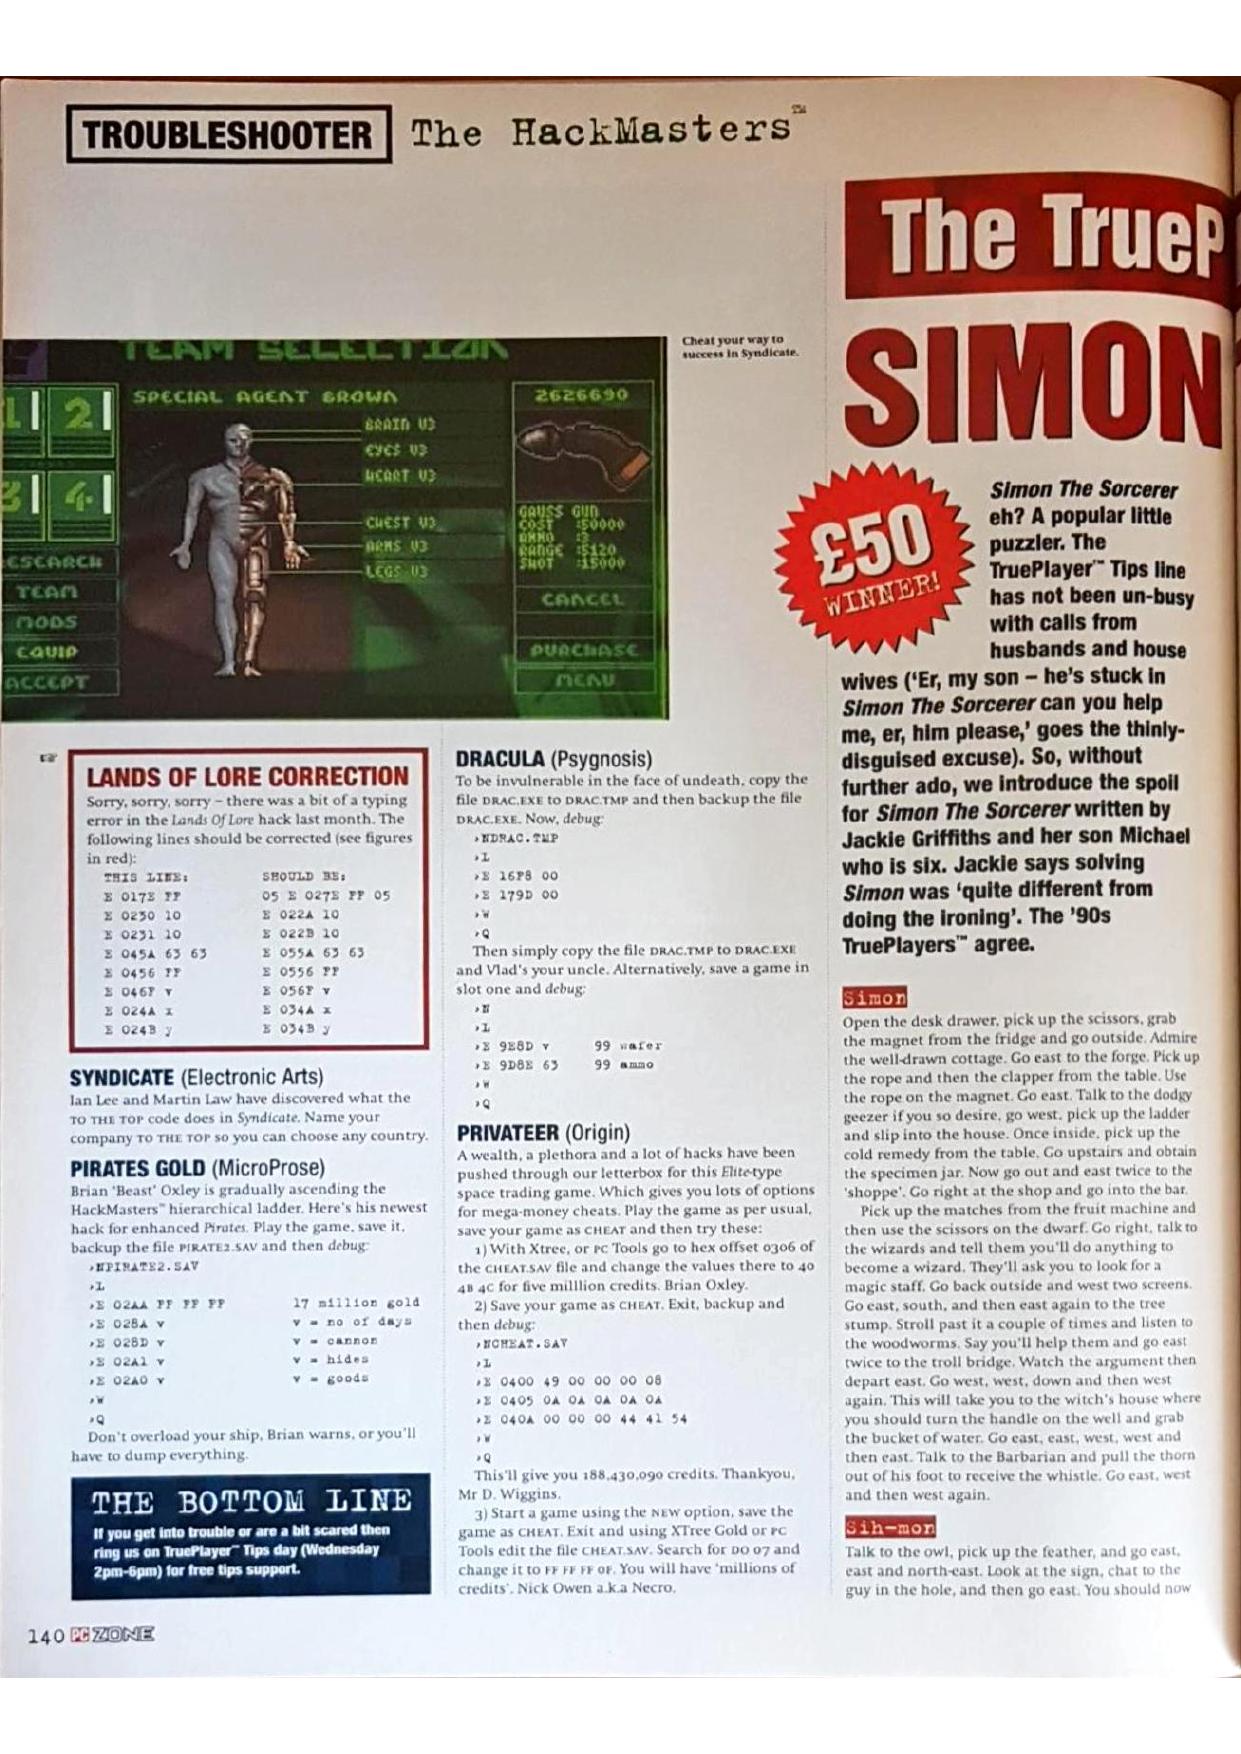 TROUBLESHOOTER The HackMasters™
Cheat your way to
success in Syndicate.
TEAM SELECTION
SPECIAL AGENT BROWN
BRAIN V3
EYES V3
HEART V3
CHEST V3
ARMS V3
LEGS V3
1 2
3 4
ESEARCH
TEAM
MODS
EQUIP
ACCEPT
2626690
GAUSS GUN
COST :50000
AMMO :3
RANGE :5120
SHOT :15000
CANCEL
PURCHASE
MENU
LANDS OF LORE CORRECTION
Sorry, sorry, sorry – there was a bit of a typing
error in the Lands Of Lore hack last month. The
following lines should be corrected (see figures
in red):
THIS LINE: SHOULD BE:
E 017E FF 05 E 027E FF 05
E 0230 10 E 022A 10
E 0231 10 E 022B 10
E 045A 63 63 E 055A 63 63
E 0456 FF E 0556 FF
E 046F v E 056F v
E 024A x E 034A x
E 024B y E 034B y
SYNDICATE (Electronic Arts)
Ian Lee and Martin Law have discovered what the
TO THE TOP code does in Syndicate. Name your
company TO THE TOP so you can choose any country.
PIRATES GOLD (MicroProse)
Brian 'Beast' Oxley is gradually ascending the
HackMasters™ hierarchical ladder. Here's his newest
hack for enhanced Pirates. Play the game, save it,
backup the file PIRATE2.SAV and then debug:
›NPIRATE2.SAV
›L
›E 02AA FF FF FF 17 million gold
›E 028A v v = no of days
›E 028D v v = cannon
›E 02A1 v v = hides
›E 02A0 v v = goods
›W
›Q
Don't overload your ship, Brian warns, or you'll
have to dump everything.
THE BOTTOM LINE
If you get into trouble or are a bit scared then
ring us on TruePlayer™ Tips day (Wednesday
2pm-6pm) for free tips support.
DRACULA (Psygnosis)
To be invulnerable in the face of undeath, copy the
file DRAC.EXE to DRAC.TMP and then backup the file
DRAC.EXE. Now, debug:
›NDRAC.TMP
›L
›E 16F8 00
›E 179D 00
›W
›Q
Then simply copy the file DRAC.TMP to DRAC.EXE
and Vlad's your uncle. Alternatively, save a game in
slot one and debug:
›N
›L
›E 9E8D v 99 wafer
›E 9D8E 63 99 ammo
›W
›Q
PRIVATEER (Origin)
A wealth, a plethora and a lot of hacks have been
pushed through our letterbox for this Elite-type
space trading game. Which gives you lots of options
for mega-money cheats. Play the game as per usual,
save your game as CHEAT and then try these:
1) With Xtree, or PC Tools go to hex offset 0306 of
the CHEAT.SAV file and change the values there to 40
4B 4C for five milllion credits. Brian Oxley.
2) Save your game as CHEAT. Exit, backup and
then debug:
›NCHEAT.SAV
›L
›E 0400 49 00 00 00 08
›E 0405 0A 0A 0A 0A 0A
›E 040A 00 00 00 44 41 54
›W
›Q
This'll give you 188,430,090 credits. Thankyou,
Mr D. Wiggins.
3) Start a game using the NEW option, save the
game as CHEAT. Exit and using XTree Gold or PC
Tools edit the file CHEAT.SAV. Search for D0 07 and
change it to FF FF FF 0F. You will have 'millions of
credits'. Nick Owen a.k.a Necro.
The TrueP
SIMON
£50
WINNER!
Simon The Sorcerer
eh? A popular little
puzzler. The
TruePlayer™ Tips line
has not been un-busy
with calls from
husbands and house
wives ('Er, my son – he's stuck in
Simon The Sorcerer can you help
me, er, him please,' goes the thinly-
disguised excuse). So, without
further ado, we introduce the spoil
for Simon The Sorcerer written by
Jackie Griffiths and her son Michael
who is six. Jackie says solving
Simon was 'quite different from
doing the ironing'. The '90s
TruePlayers™ agree.
Simon
Open the desk drawer, pick up the scissors, grab
the magnet from the fridge and go outside. Admire
the well-drawn cottage. Go east to the forge. Pick up
the rope and then the clapper from the table. Use
the rope on the magnet. Go east. Talk to the dodgy
geezer if you so desire, go west, pick up the ladder
and slip into the house. Once inside, pick up the
cold remedy from the table. Go upstairs and obtain
the specimen jar. Now go out and east twice to the
'shoppe'. Go right at the shop and go into the bar.
Pick up the matches from the fruit machine and
then use the scissors on the dwarf. Go right, talk to
the wizards and tell them you'll do anything to
become a wizard. They'll ask you to look for a
magic staff. Go back outside and west two screens.
Go east, south, and then east again to the tree
stump. Stroll past it a couple of times and listen to
the woodworms. Say you'll help them and go east
twice to the troll bridge. Watch the argument then
depart east. Go west, west, down and then west
again. This will take you to the witch's house where
you should turn the handle on the well and grab
the bucket of water. Go east, east, west, west and
then east. Talk to the Barbarian and pull the thorn
out of his foot to receive the whistle. Go east, west
and then west again.
Sih-mon
Talk to the owl, pick up the feather, and go east,
east and north-east. Look at the sign, chat to the
guy in the hole, and then go east. You should now
140 PC ZONE